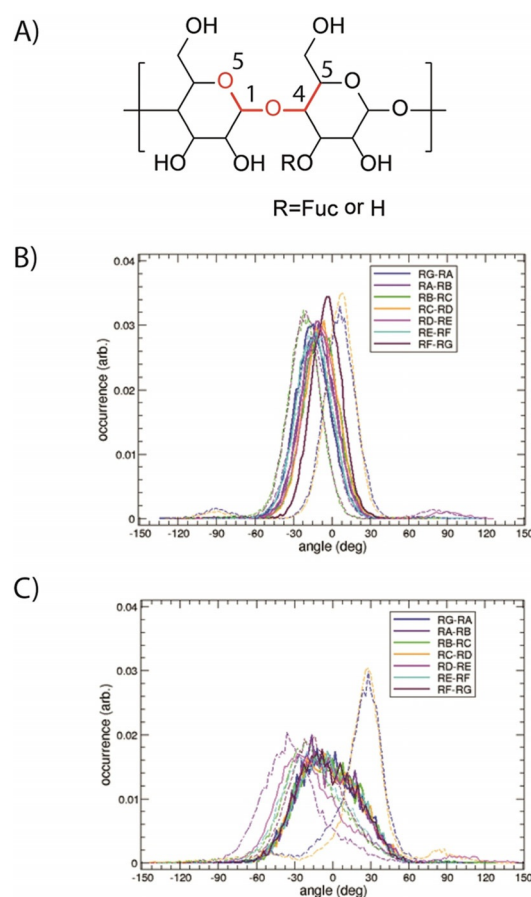 A)
OH
OH
O 5
5
O
1
O
4
O
HO
OH
RO
OH
R=Fuc or H
B)
0.04
0.03
0.02
0.01
0
occurrence (arb.)
RG-RA
RA-RB
RB-RC
RC-RD
RD-RE
RE-RF
RF-RG
-150 -120 -90 -60 -30 0 30 60 90 120 150
angle (deg)
C)
0.04
0.03
0.02
0.01
0
occurrence (arb.)
RG-RA
RA-RB
RB-RC
RC-RD
RD-RE
RE-RF
RF-RG
-150 -120 -90 -60 -30 0 30 60 90 120 150
angle (deg)